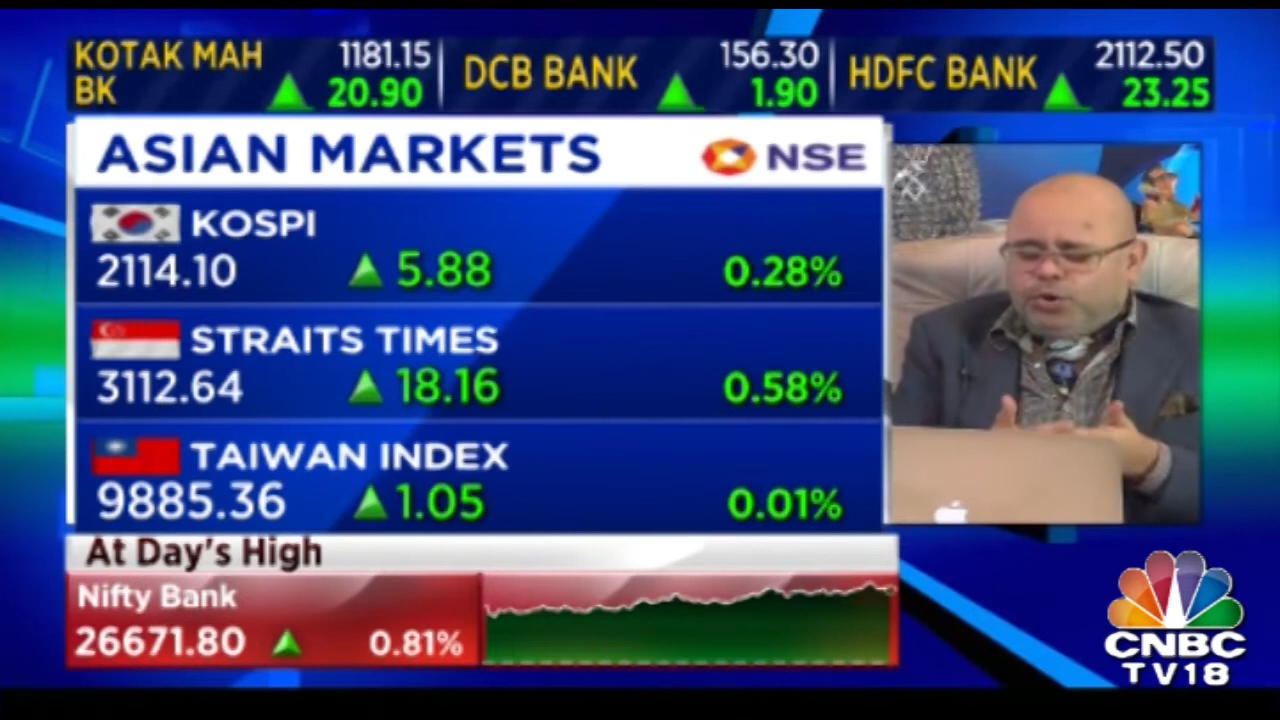 KOTAK MAH BK 1181.15 20.90
DCB BANK 156.30 1.90
HDFC BANK 2112.50 23.25
ASIAN MARKETS NSE
KOSPI
2114.10 5.88 0.28%
STRAITS TIMES
3112.64 18.16 0.58%
TAIWAN INDEX
9885.36 1.05 0.01%
At Day's High
Nifty Bank
26671.80 0.81%
CNBC
TV18